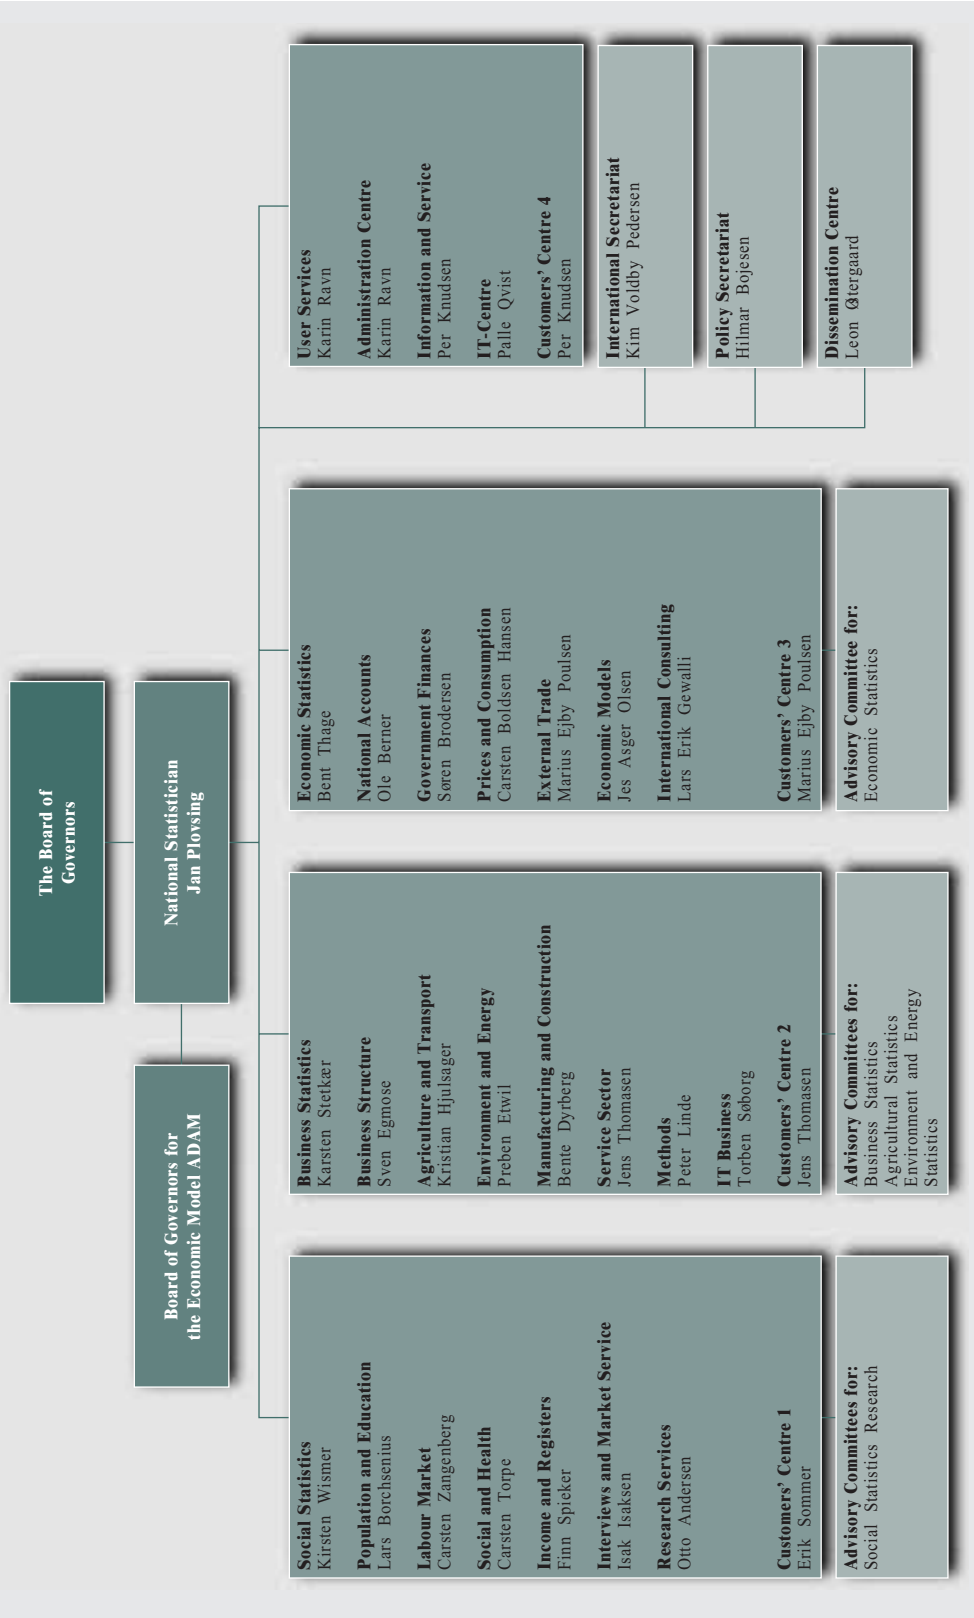 The Board of
Governors
National Statistician
Jan Plovsing
Board of Governors for
the Economic Model ADAM
Social Statistics
Kirsten Wismer
Population and Education
Lars Borchsenius
Labour Market
Carsten Zangenberg
Social and Health
Carsten Torpe
Income and Registers
Finn Spieker
Interviews and Market Service
Isak Isaksen
Research Services
Otto Andersen
Customers' Centre 1
Erik Sommer
Advisory Committees for:
Social Statistics Research
Business Statistics
Karsten Stetkær
Business Structure
Sven Egmose
Agriculture and Transport
Kristian Hjulsager
Environment and Energy
Preben Etwil
Manufacturing and Construction
Bente Dyrberg
Service Sector
Jens Thomasen
Methods
Peter Linde
IT Business
Torben Søborg
Customers' Centre 2
Jens Thomasen
Advisory Committees for:
Business Statistics
Agricultural Statistics
Environment and Energy
Statistics
Economic Statistics
Bent Thage
National Accounts
Ole Berner
Government Finances
Søren Brodersen
Prices and Consumption
Carsten Boldsen Hansen
External Trade
Marius Ejby Poulsen
Economic Models
Jes Asger Olsen
International Consulting
Lars Erik Gewalli
Customers' Centre 3
Marius Ejby Poulsen
Advisory Committee for:
Economic Statistics
User Services
Karin Ravn
Administration Centre
Karin Ravn
Information and Service
Per Knudsen
IT-Centre
Palle Qvist
Customers' Centre 4
Per Knudsen
International Secretariat
Kim Voldby Pedersen
Policy Secretariat
Hilmar Bojesen
Dissemination Centre
Leon Østergaard